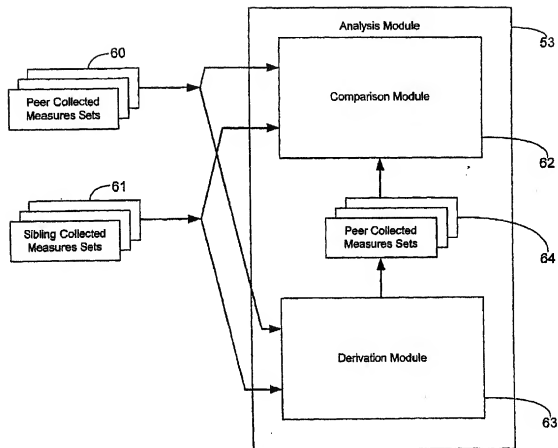 Analysis Module
53
60
Peer Collected
Measures Sets
Comparison Module
62
61
Sibling Collected
Measures Sets
Peer Collected
Measures Sets
64
Derivation Module
63